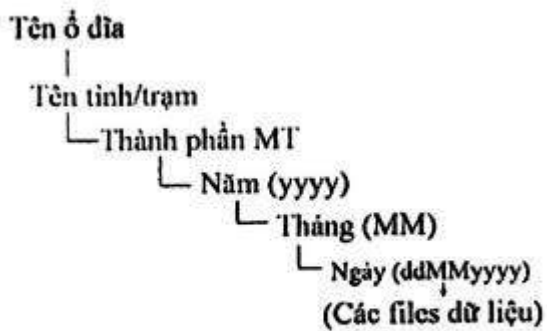 Tên ổ đĩa
Tên tỉnh/trạm
Thành phần MT
Năm (yyyy)
Tháng (MM)
Ngày (ddMMyyyy)
(Các files dữ liệu)